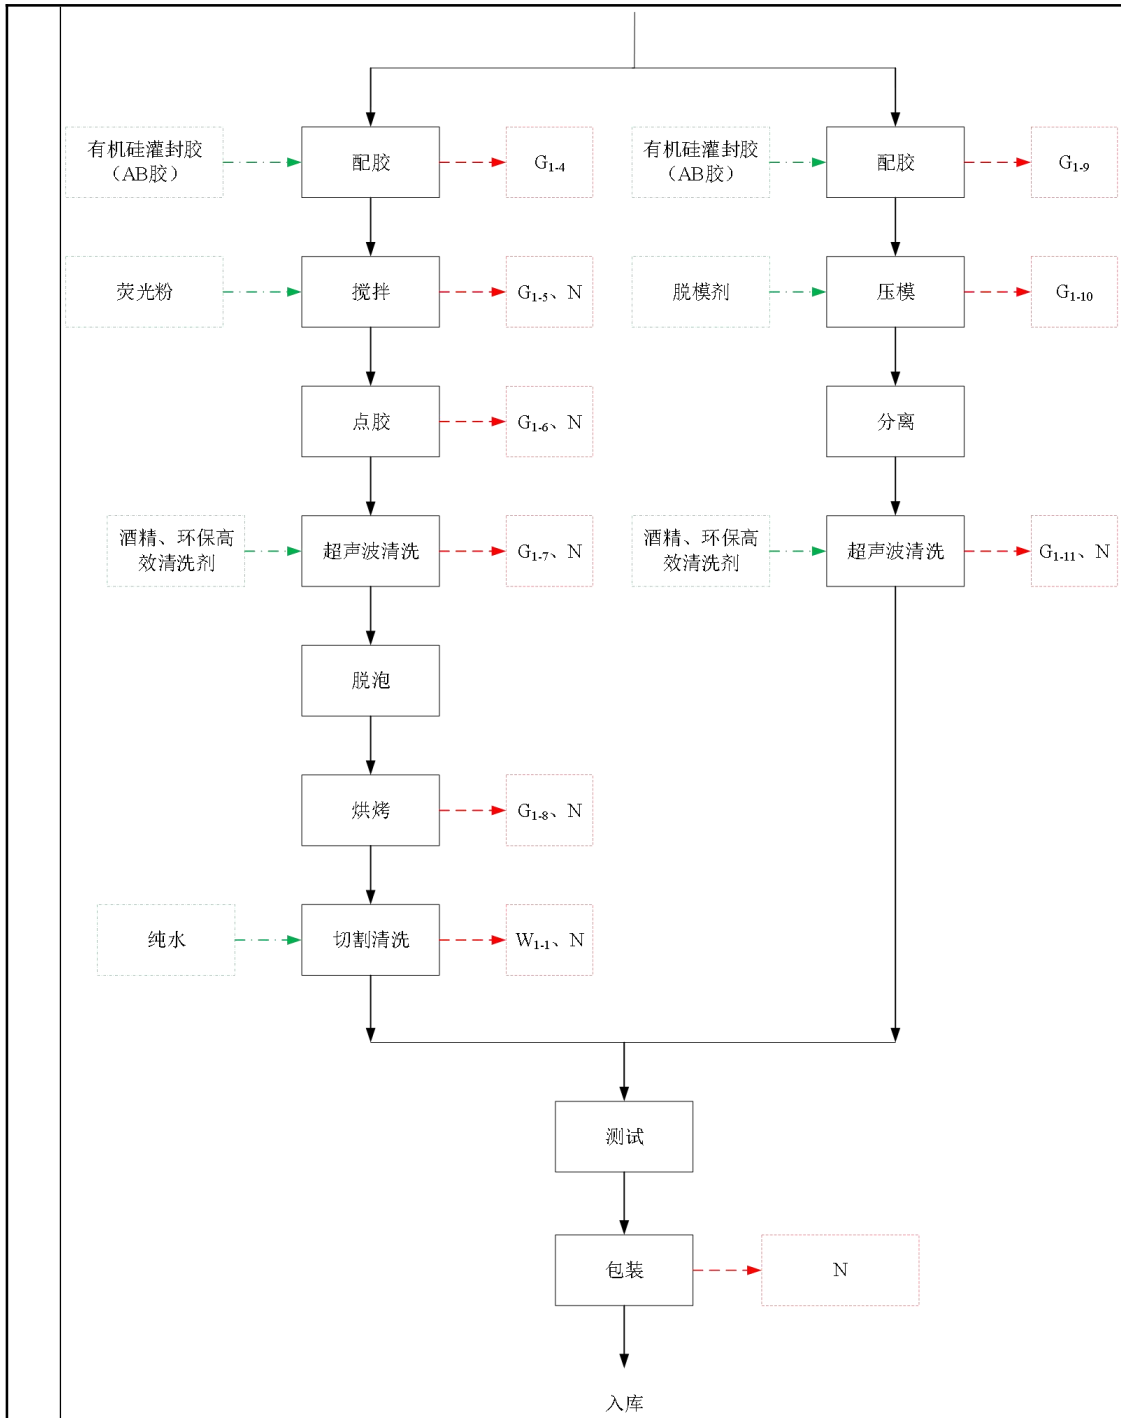 有机硅灌封胶
（AB胶）
配胶
G1-4
有机硅灌封胶
（AB胶）
配胶
G1-9
荧光粉
搅拌
G1-5、N
脱模剂
压模
G1-10
点胶
G1-6、N
分离
酒精、环保高
效清洗剂
超声波清洗
G1-7、N
酒精、环保高
效清洗剂
超声波清洗
G1-11、N
脱泡
烘烤
G1-8、N
纯水
切割清洗
W1-1、N
测试
包装
N
入库